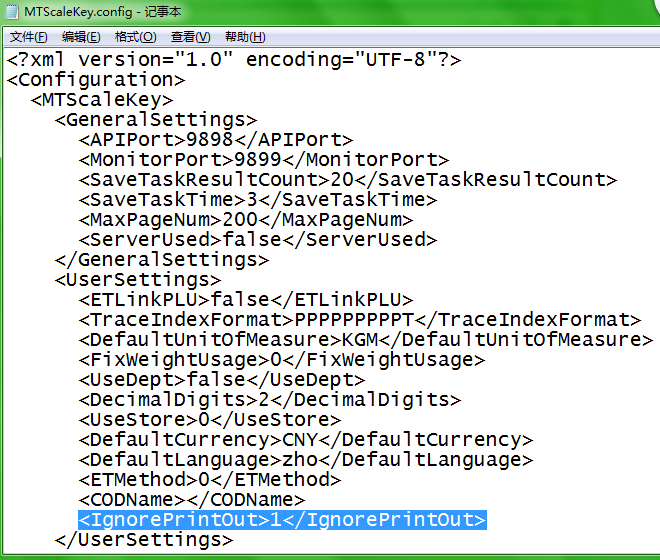 MTScaleKey.config - 记事本
文件(F) 编辑(E) 格式(O) 查看(V) 帮助(H)
<?xml version="1.0" encoding="UTF-8"?>
<Configuration>
  <MTScaleKey>
    <GeneralSettings>
      <APIPort>9898</APIPort>
      <MonitorPort>9899</MonitorPort>
      <SaveTaskResultCount>20</SaveTaskResultCount>
      <SaveTaskTime>3</SaveTaskTime>
      <MaxPageNum>200</MaxPageNum>
      <ServerUsed>false</ServerUsed>
    </GeneralSettings>
    <UserSettings>
      <ETLinkPLU>false</ETLinkPLU>
      <TraceIndexFormat>PPPPPPPPPT</TraceIndexFormat>
      <DefaultUnitOfMeasure>KGM</DefaultUnitOfMeasure>
      <FixWeightUsage>0</FixWeightUsage>
      <UseDept>false</UseDept>
      <DecimalDigits>2</DecimalDigits>
      <UseStore>0</UseStore>
      <DefaultCurrency>CNY</DefaultCurrency>
      <DefaultLanguage>zho</DefaultLanguage>
      <ETMethod>0</ETMethod>
      <CODName></CODName>
      <IgnorePrintOut>1</IgnorePrintOut>
    </UserSettings>